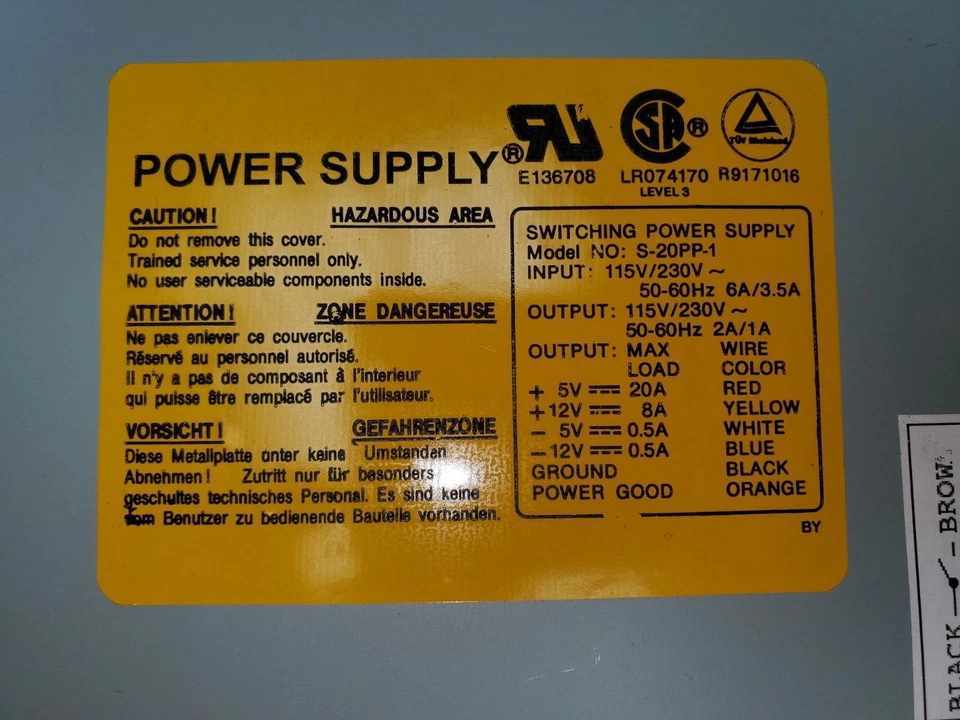 POWER SUPPLY
® RU
E136708
SA ®
LR074170
LEVEL 3
TÜV Rheinland
R9171016
CAUTION! HAZARDOUS AREA
Do not remove this cover.
Trained service personnel only.
No user serviceable components inside.
ATTENTION! ZONE DANGEREUSE
Ne pas enlever ce couvercle.
Réservé au personnel autorisé.
Il n'y a pas de composant à l'interieur
qui puisse être remplacé par l'utilisateur.
VORSICHT! GEFAHRENZONE
Diese Metallplatte unter keine Umstanden
Abnehmen! Zutritt nur für besonders
geschultes technisches Personal. Es sind keine
vom Benutzer zu bedienende Bauteile vorhanden.
SWITCHING POWER SUPPLY
Model NO: S-20PP-1
INPUT: 115V/230V ~
50-60Hz 6A/3.5A
OUTPUT: 115V/230V ~
50-60Hz 2A/1A
OUTPUT: MAX WIRE
LOAD COLOR
+ 5V ⎓ 20A RED
+12V ⎓ 8A YELLOW
- 5V ⎓ 0.5A WHITE
-12V ⎓ 0.5A BLUE
GROUND BLACK
POWER GOOD ORANGE
BY
BLACK - BROW